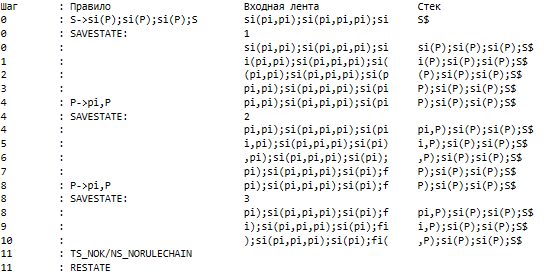 Шаг : Правило Входная лента Стек
0 : S->si(P);si(P);si(P);S si(pi,pi);si(pi,pi,pi);si S$
0 : SAVESTATE: 1
0 : si(pi,pi);si(pi,pi,pi);si si(P);si(P);si(P);S$
1 : i(pi,pi);si(pi,pi,pi);si( i(P);si(P);si(P);S$
2 : (pi,pi);si(pi,pi,pi);si(p (P);si(P);si(P);S$
3 : pi,pi);si(pi,pi,pi);si(pi P);si(P);si(P);S$
4 : P->pi,P pi,pi);si(pi,pi,pi);si(pi P);si(P);si(P);S$
4 : SAVESTATE: 2
4 : pi,pi);si(pi,pi,pi);si(pi pi,P);si(P);si(P);S$
5 : i,pi);si(pi,pi,pi);si(pi) i,P);si(P);si(P);S$
6 : ,pi);si(pi,pi,pi);si(pi); ,P);si(P);si(P);S$
7 : pi);si(pi,pi,pi);si(pi);f P);si(P);si(P);S$
8 : P->pi,P pi);si(pi,pi,pi);si(pi);f P);si(P);si(P);S$
8 : SAVESTATE: 3
8 : pi);si(pi,pi,pi);si(pi);f pi,P);si(P);si(P);S$
9 : i);si(pi,pi,pi);si(pi);fi i,P);si(P);si(P);S$
10 : );si(pi,pi,pi);si(pi);fi( ,P);si(P);si(P);S$
11 : TS_NOK/NS_NORULECHAIN
11 : RESTATE